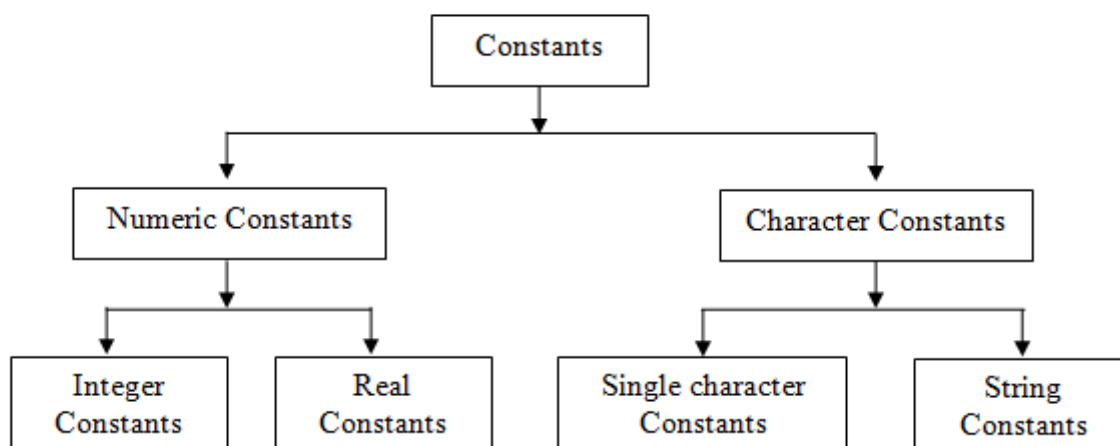 Constants
Numeric Constants
Character Constants
Integer
Constants
Real
Constants
Single character
Constants
String
Constants